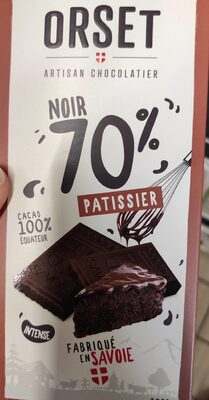 ORSET
ARTISAN CHOCOLATIER
NOIR
70%
PATISSIER
CACAO
100%
ÉQUATEUR
INTENSE
FABRIQUÉ
EN SAVOIE